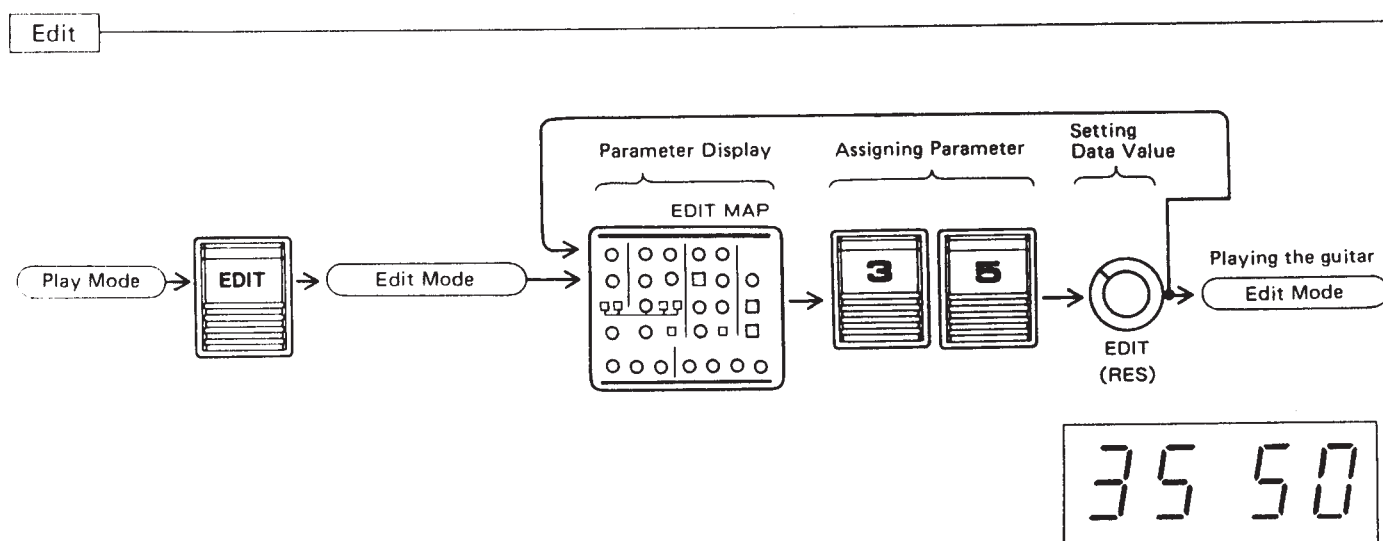 Edit
Parameter Display
Assigning Parameter
Setting
Data Value
EDIT MAP
Play Mode
EDIT
Edit Mode
3
5
Playing the guitar
Edit Mode
EDIT
(RES)
35 50